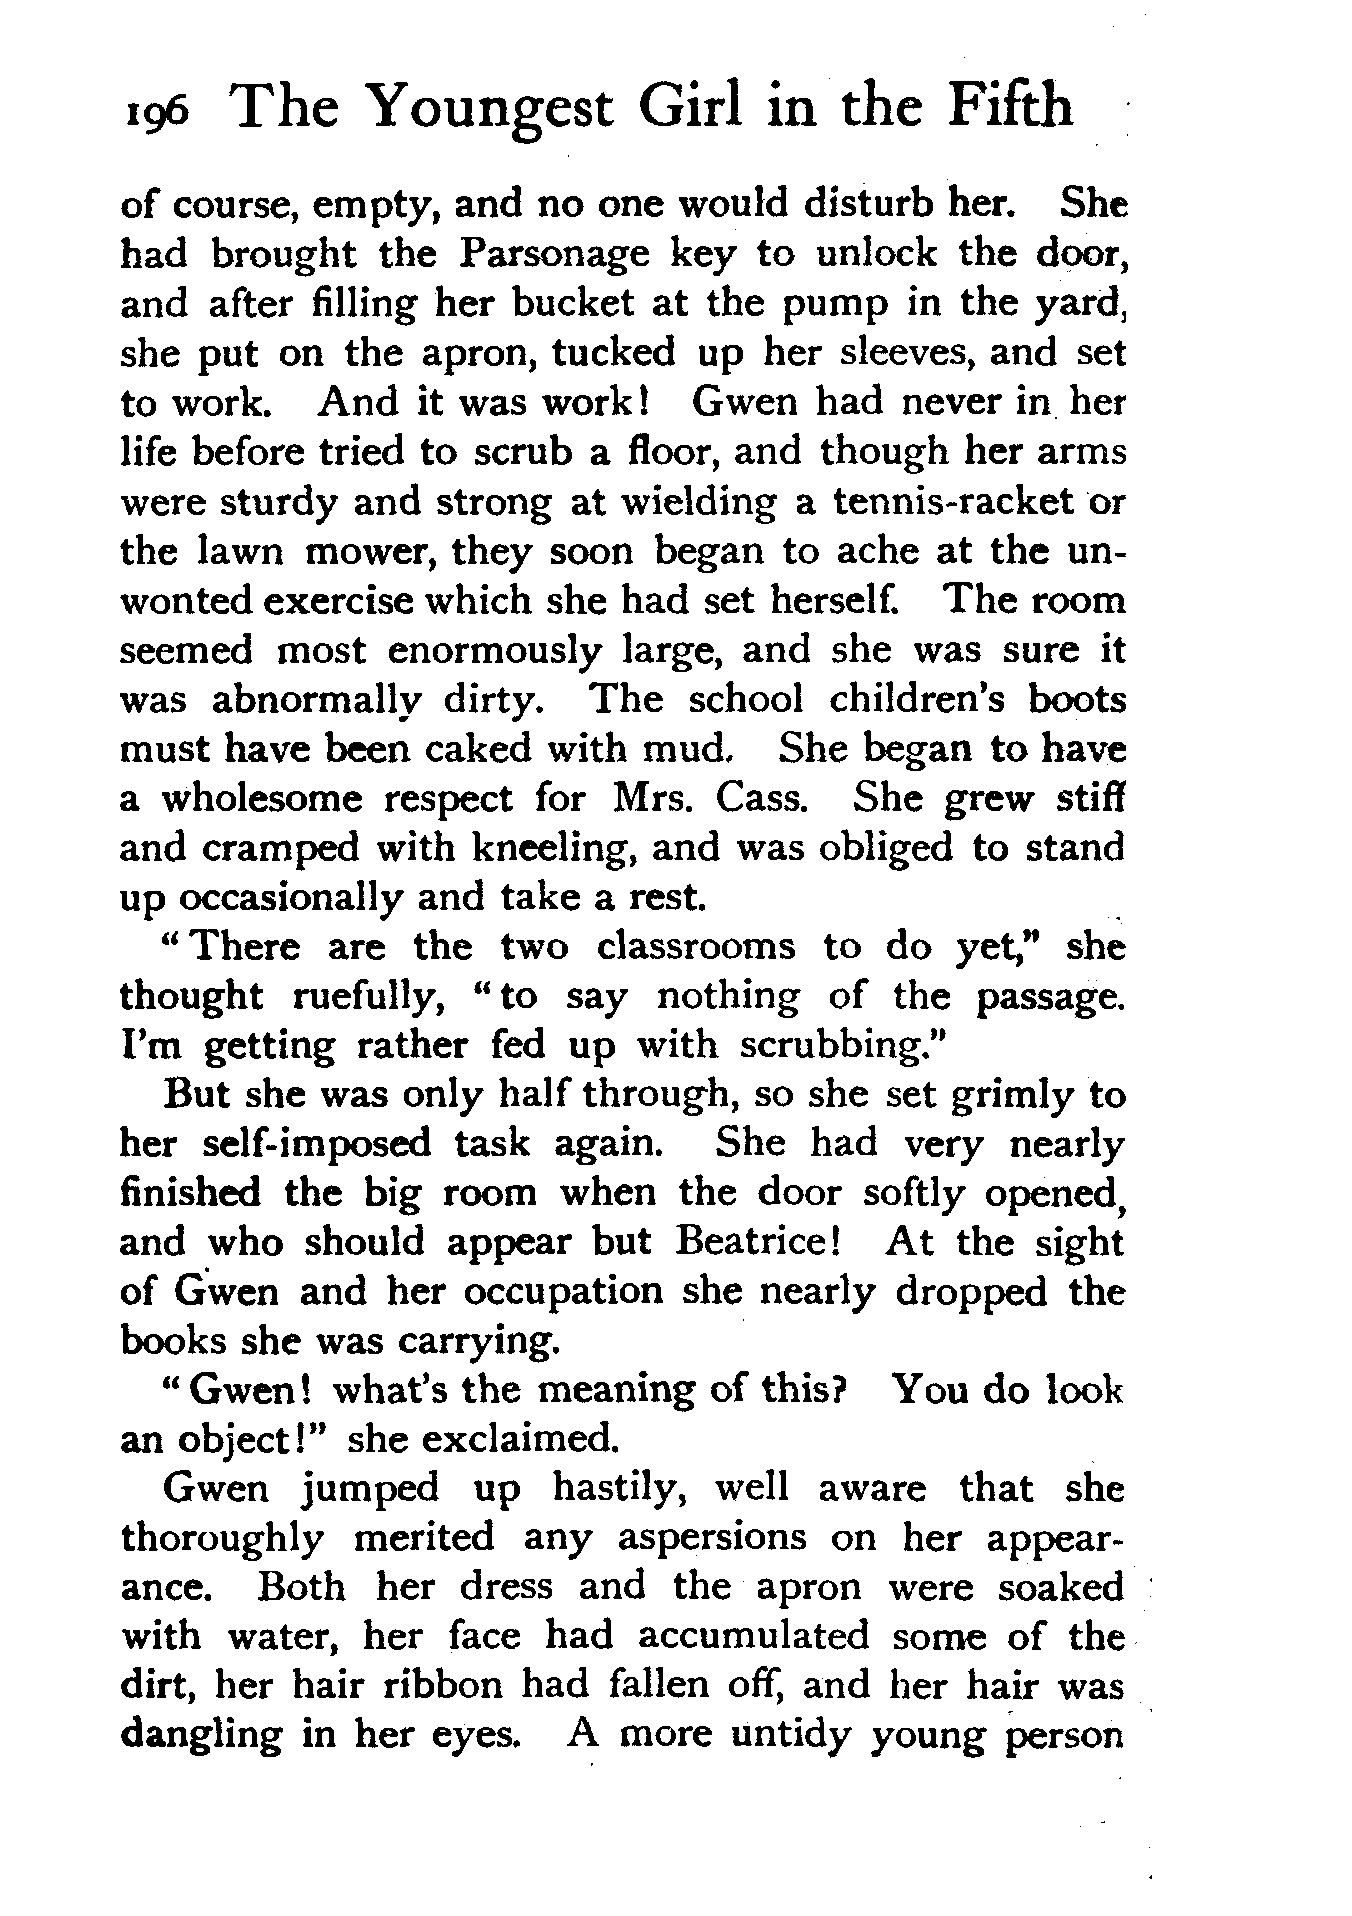 196 The Youngest Girl in the Fifth
of course, empty, and no one would disturb her. She
had brought the Parsonage key to unlock the door,
and after filling her bucket at the pump in the yard,
she put on the apron, tucked up her sleeves, and set
to work. And it was work! Gwen had never in her
life before tried to scrub a floor, and though her arms
were sturdy and strong at wielding a tennis-racket or
the lawn mower, they soon began to ache at the un-
wonted exercise which she had set herself. The room
seemed most enormously large, and she was sure it
was abnormally dirty. The school children's boots
must have been caked with mud. She began to have
a wholesome respect for Mrs. Cass. She grew stiff
and cramped with kneeling, and was obliged to stand
up occasionally and take a rest.
"There are the two classrooms to do yet," she
thought ruefully, "to say nothing of the passage.
I'm getting rather fed up with scrubbing."
But she was only half through, so she set grimly to
her self-imposed task again. She had very nearly
finished the big room when the door softly opened,
and who should appear but Beatrice! At the sight
of Gwen and her occupation she nearly dropped the
books she was carrying.
"Gwen! what's the meaning of this? You do look
an object!" she exclaimed.
Gwen jumped up hastily, well aware that she
thoroughly merited any aspersions on her appear-
ance. Both her dress and the apron were soaked
with water, her face had accumulated some of the
dirt, her hair ribbon had fallen off, and her hair was
dangling in her eyes. A more untidy young person